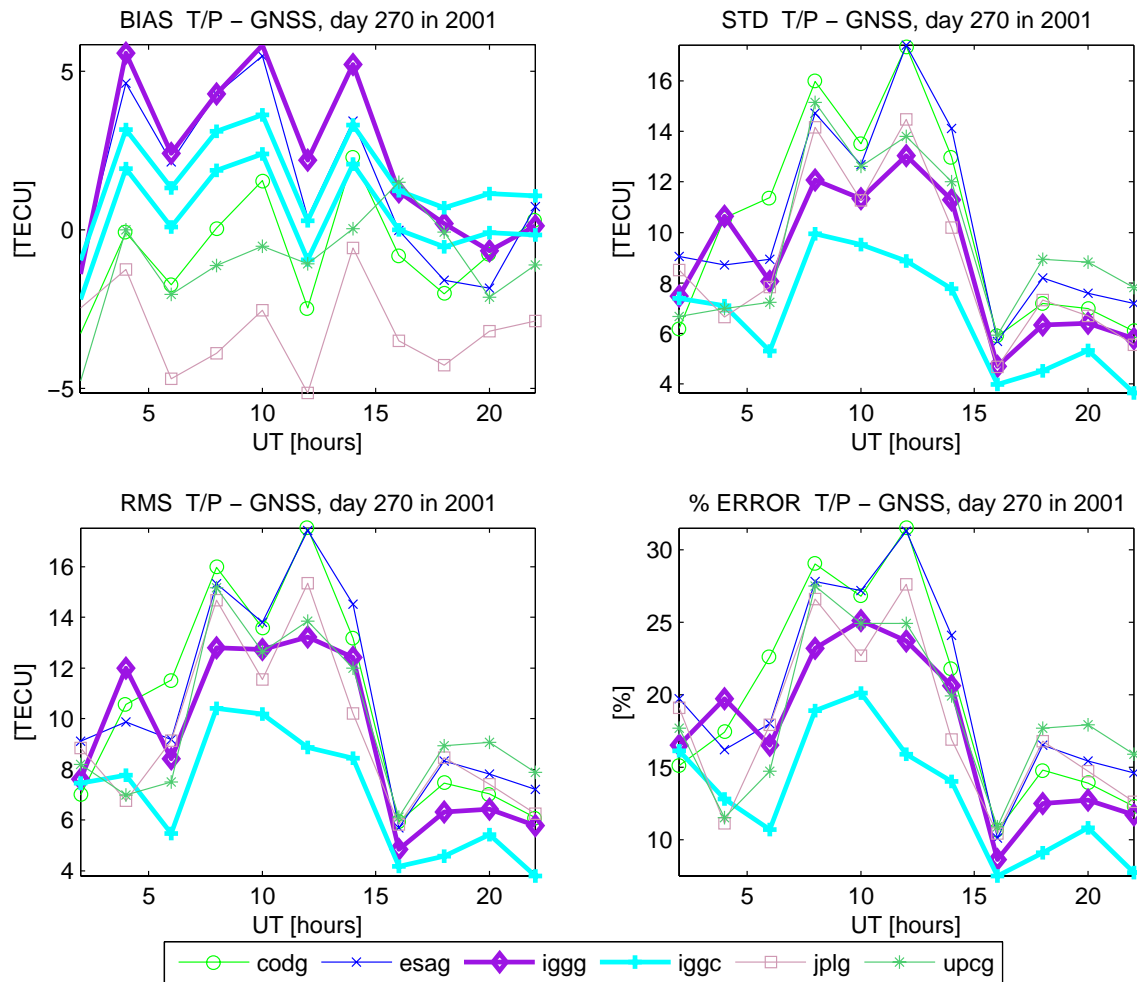 BIAS T/P − GNSS, day 270 in 2001
5
0
−5
[TECU]
5 10 15 20
UT [hours]
STD T/P − GNSS, day 270 in 2001
16
14
12
10
8
6
4
[TECU]
5 10 15 20
UT [hours]
RMS T/P − GNSS, day 270 in 2001
16
14
12
10
8
6
4
[TECU]
5 10 15 20
UT [hours]
% ERROR T/P − GNSS, day 270 in 2001
30
25
20
15
10
[%]
5 10 15 20
UT [hours]
codg esag iggg iggc jplg upcg